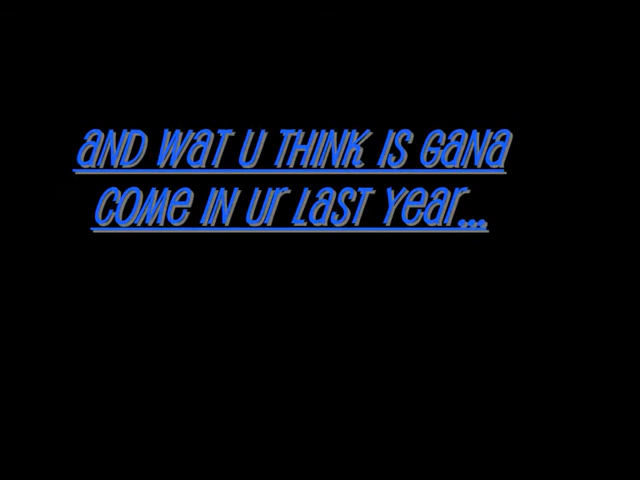 and wat u think is gana
come in ur last year...